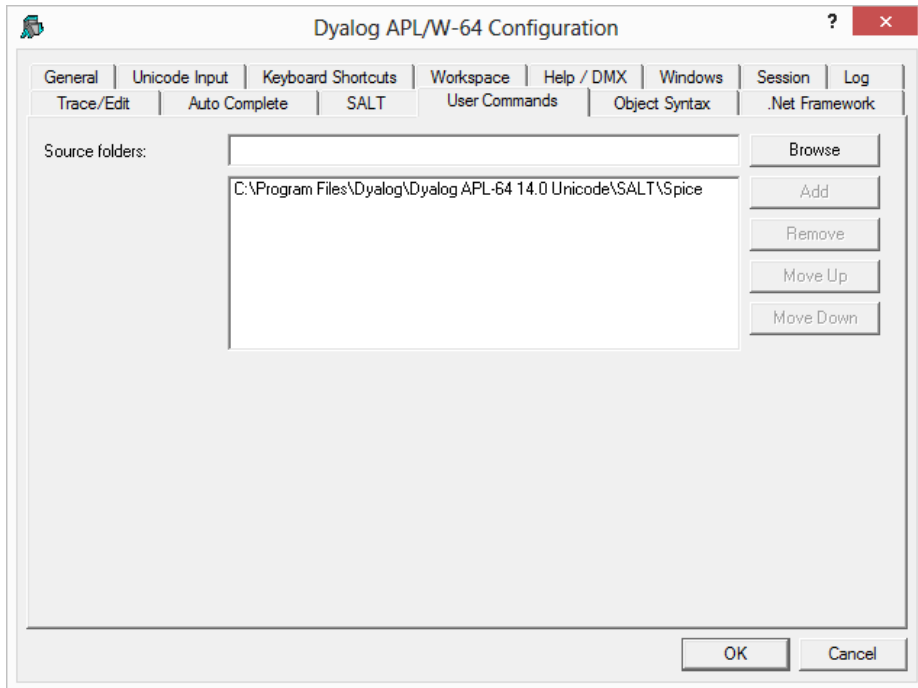 Dyalog APL/W-64 Configuration ? ×
General Unicode Input Keyboard Shortcuts Workspace Help / DMX Windows Session Log
Trace/Edit Auto Complete SALT User Commands Object Syntax .Net Framework
Source folders: Browse
C:\Program Files\Dyalog\Dyalog APL-64 14.0 Unicode\SALT\Spice Add
Remove
Move Up
Move Down
OK Cancel